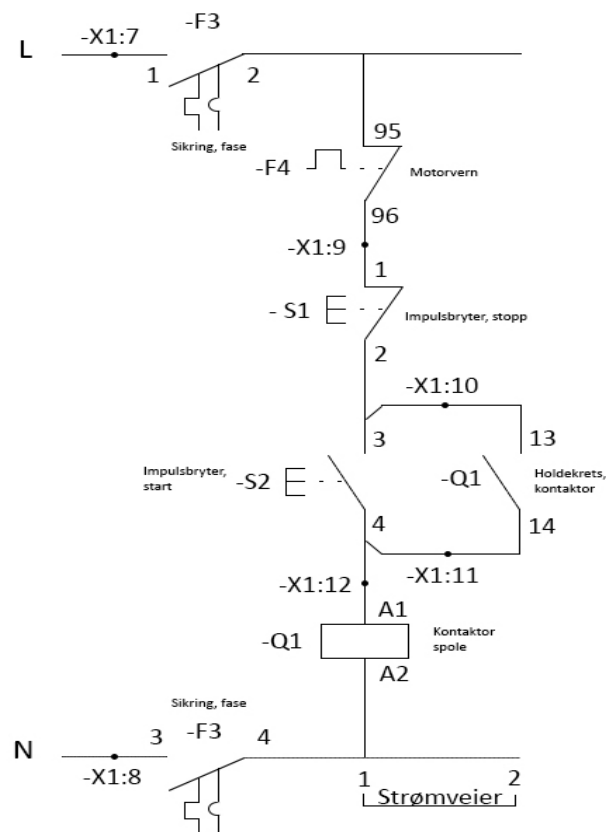 -F3
-X1:7
L
1
2
Sikring, fase
95
-F4
Motorvern
96
-X1:9
1
- S1
Impulsbryter, stopp
2
-X1:10
3
13
Impulsbryter,
start
-S2
-Q1
Holdekrets,
kontaktor
4
14
-X1:12
-X1:11
A1
-Q1
Kontaktor
spole
A2
Sikring, fase
-F3
N
3
4
-X1:8
1
2
Strømveier